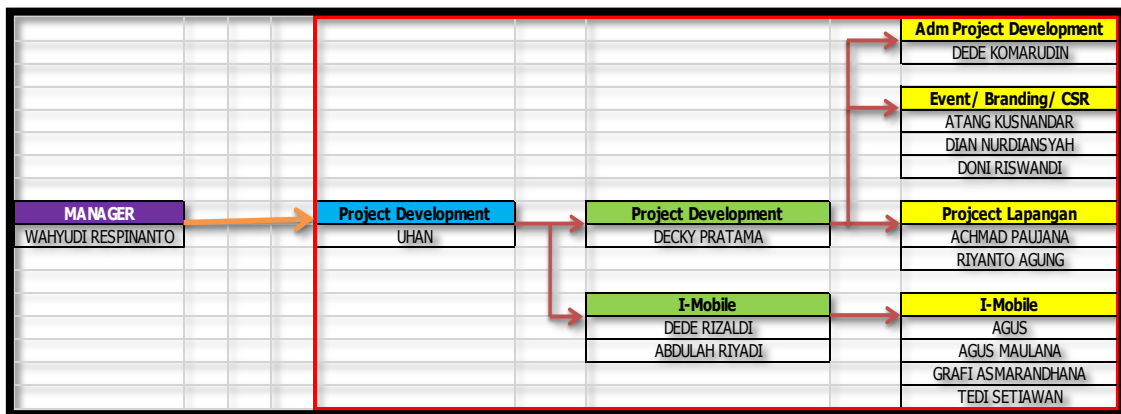 Adm Project Development
DEDE KOMARUDIN
Event/ Branding/ CSR
ATANG KUSNANDAR
DIAN NURDIANSYAH
DONI RISWANDI
MANAGER
WAHYUDI RESPINANTO
Project Development
UHAN
Project Development
DECKY PRATAMA
Projcect Lapangan
ACHMAD PAUJANA
RIYANTO AGUNG
I-Mobile
DEDE RIZALDI
ABDULAH RIYADI
I-Mobile
AGUS
AGUS MAULANA
GRAFI ASMARANDHANA
TEDI SETIAWAN